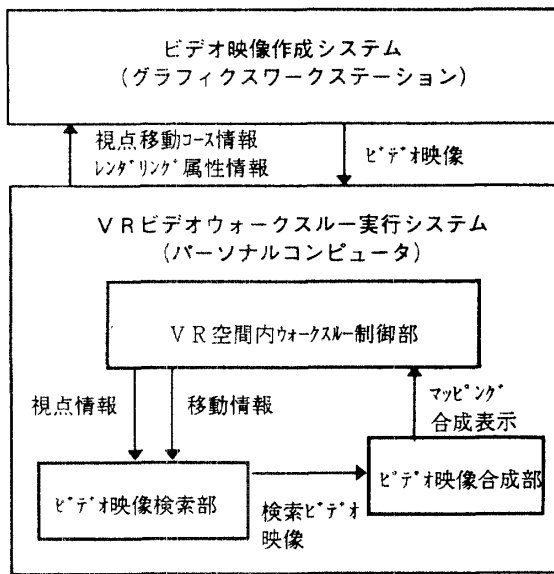 ビデオ映像作成システム
(グラフィクスワークステーション)
視点移動ｺｰｽ情報
ﾚﾝﾀﾞﾘﾝｸﾞ属性情報
ﾋﾞﾃﾞｵ映像
ＶＲビデオウォークスルー実行システム
(パーソナルコンピュータ)
ＶＲ空間内ｳｫｰｸｽﾙｰ制御部
視点情報
移動情報
ﾏｯﾋﾟﾝｸﾞ
合成表示
ﾋﾞﾃﾞｵ映像検索部
検索ﾋﾞﾃﾞｵ
映像
ﾋﾞﾃﾞｵ映像合成部